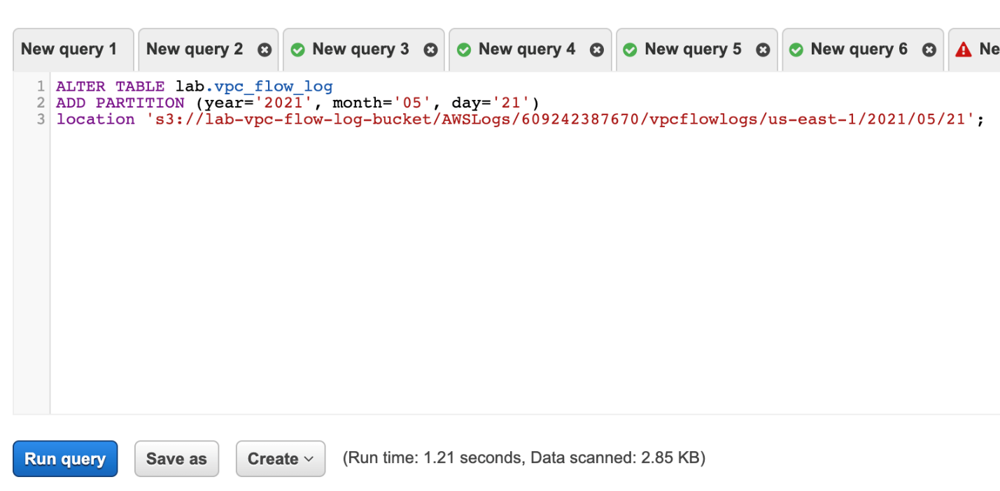 New query 1 New query 2 New query 3 New query 4 New query 5 New query 6 Ne
1 ALTER TABLE lab.vpc_flow_log
2 ADD PARTITION (year='2021', month='05', day='21')
3 location 's3://lab-vpc-flow-log-bucket/AWSLogs/609242387670/vpcflowlogs/us-east-1/2021/05/21';
Run query Save as Create (Run time: 1.21 seconds, Data scanned: 2.85 KB)